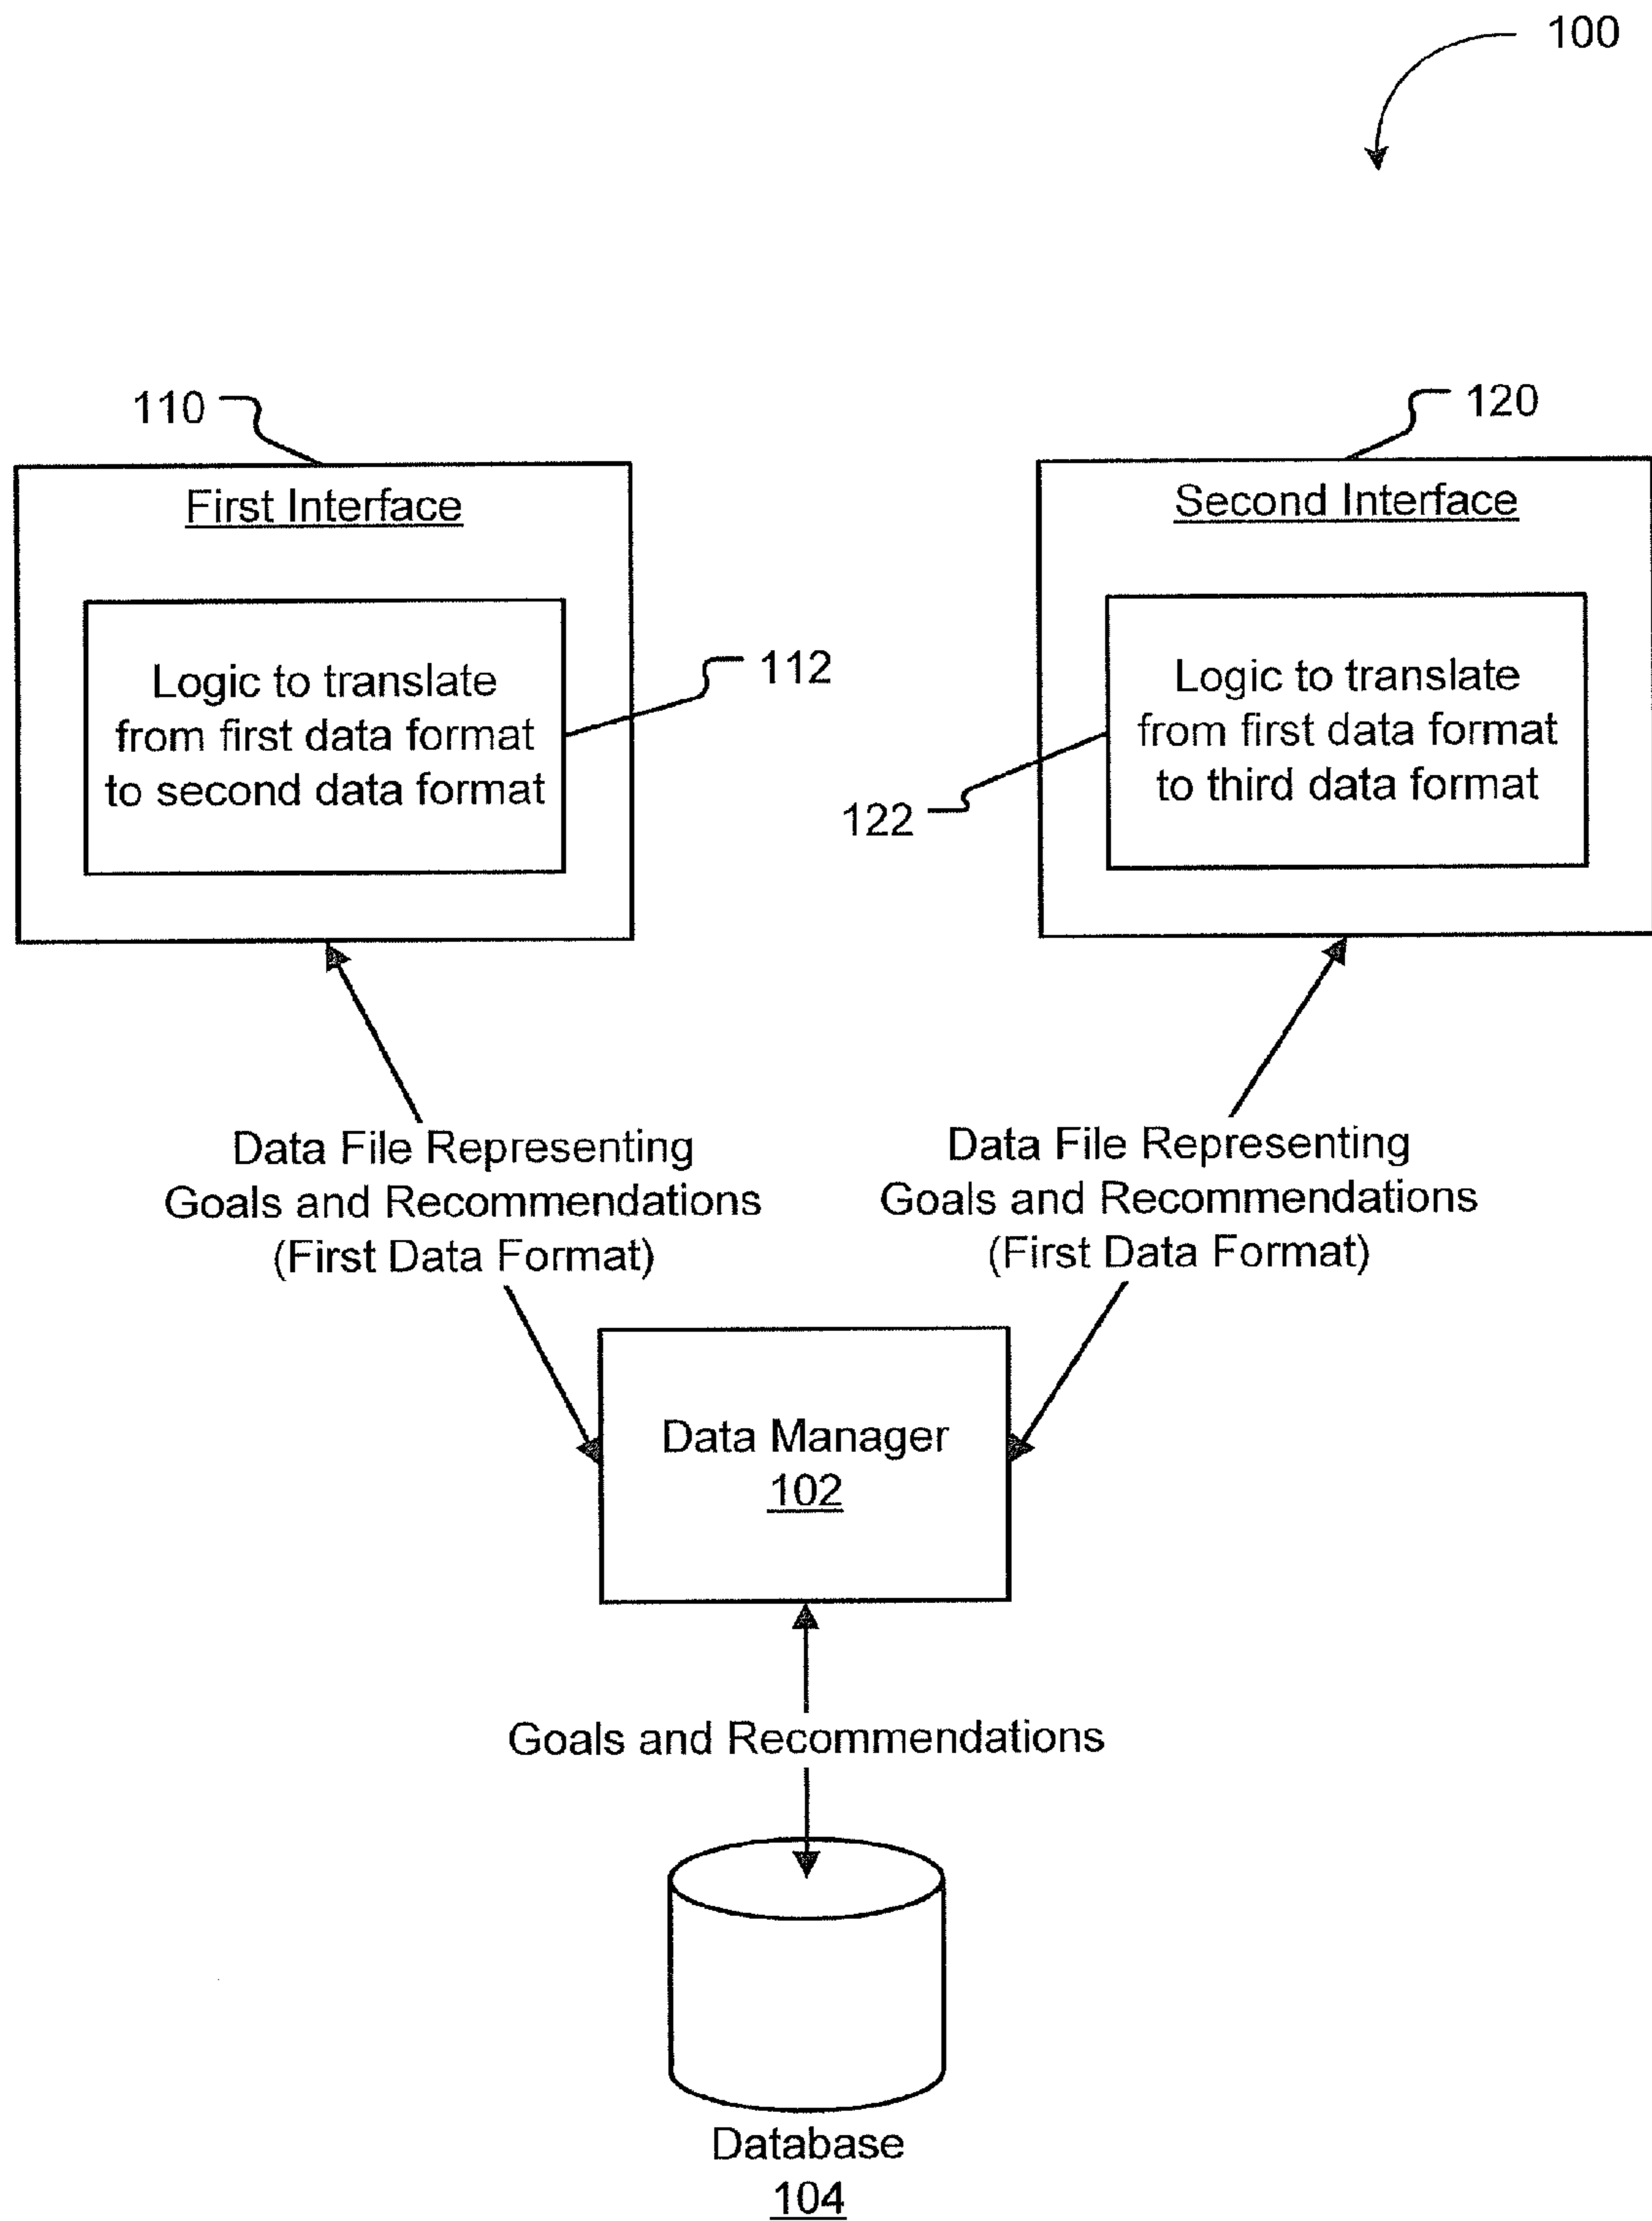 100
110
120
First Interface
Second Interface
Logic to translate
from first data format
to second data format
112
Logic to translate
from first data format
to third data format
122
Data File Representing
Goals and Recommendations
(First Data Format)
Data File Representing
Goals and Recommendations
(First Data Format)
Data Manager
102
Goals and Recommendations
Database
104